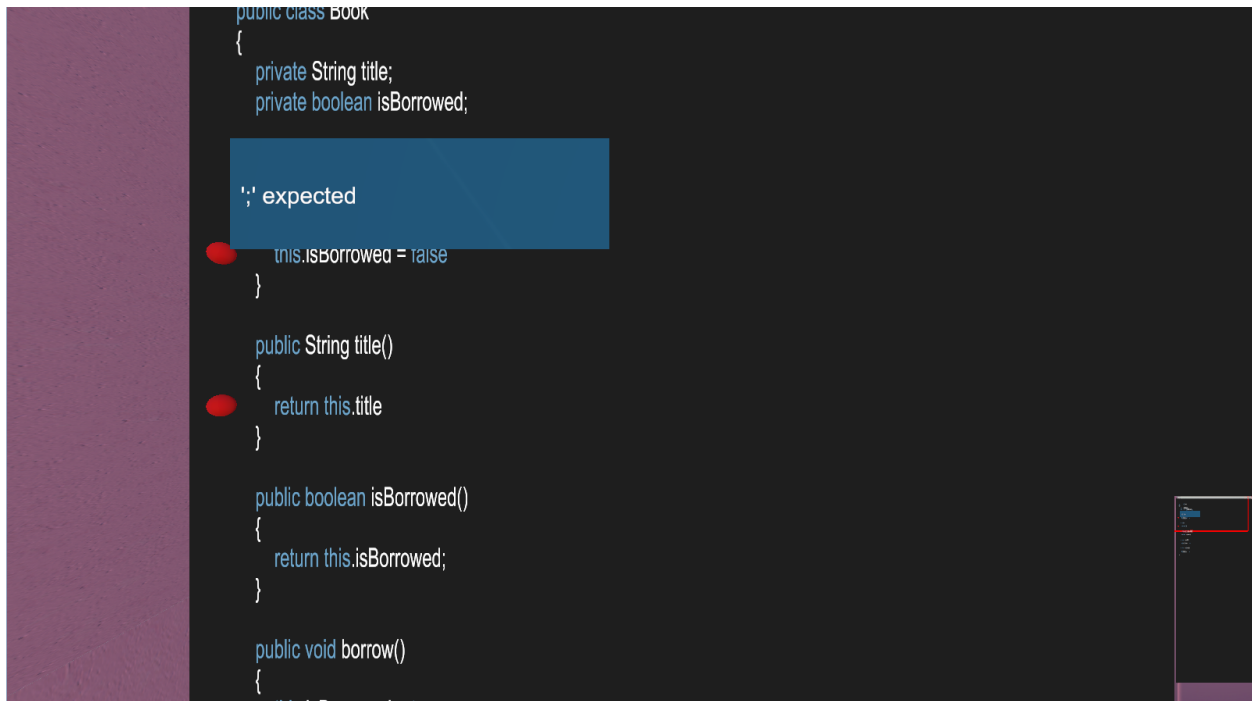 public class Book
{
private String title;
private boolean isBorrowed;
';' expected
this.isBorrowed = false
}
public String title()
{
return this.title
}
public boolean isBorrowed()
{
return this.isBorrowed;
}
public void borrow()
{